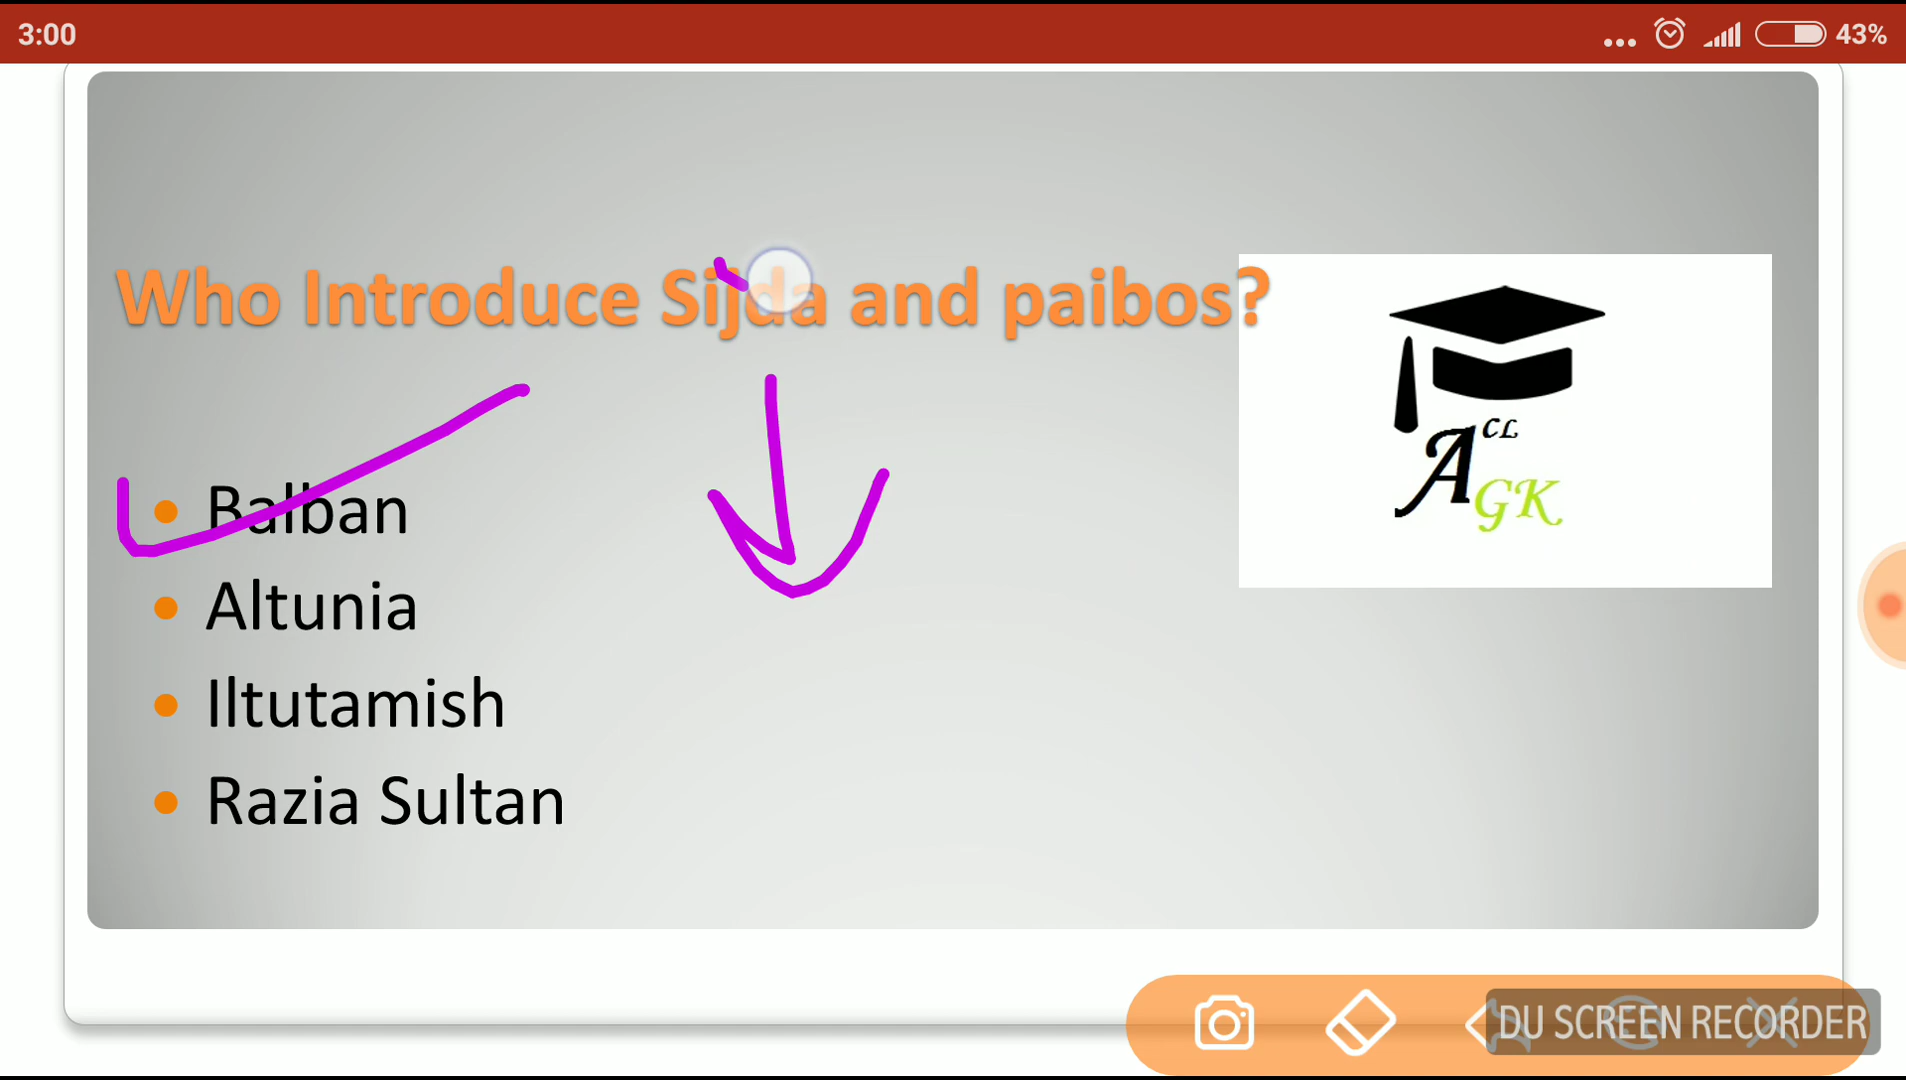 3:00
43%
Who Introduce Sijda and paibos?
CL
A
GK
Balban
Altunia
Iltutamish
Razia Sultan
DU SCREEN RECORDER